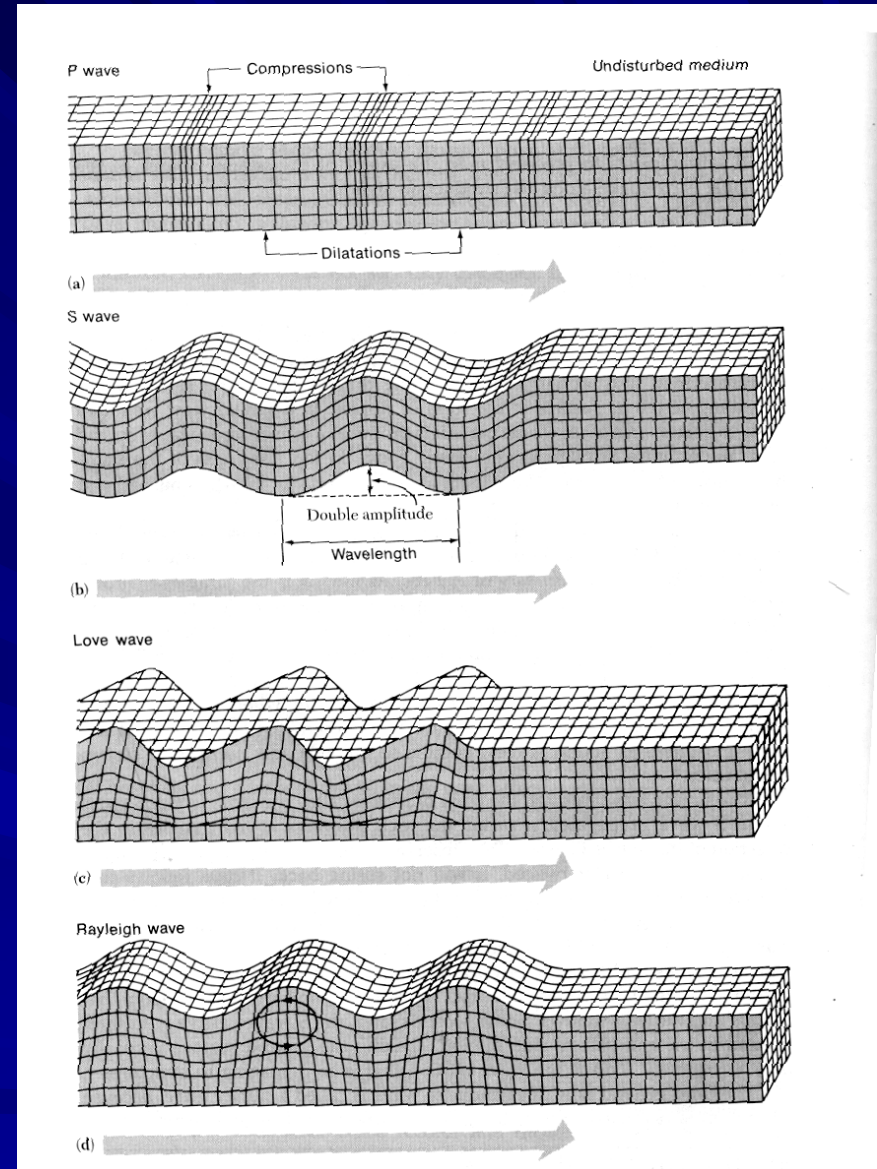 P wave
Compressions
Undisturbed medium
Dilatations
(a)
S wave
Double amplitude
Wavelength
(b)
Love wave
(c)
Rayleigh wave
(d)